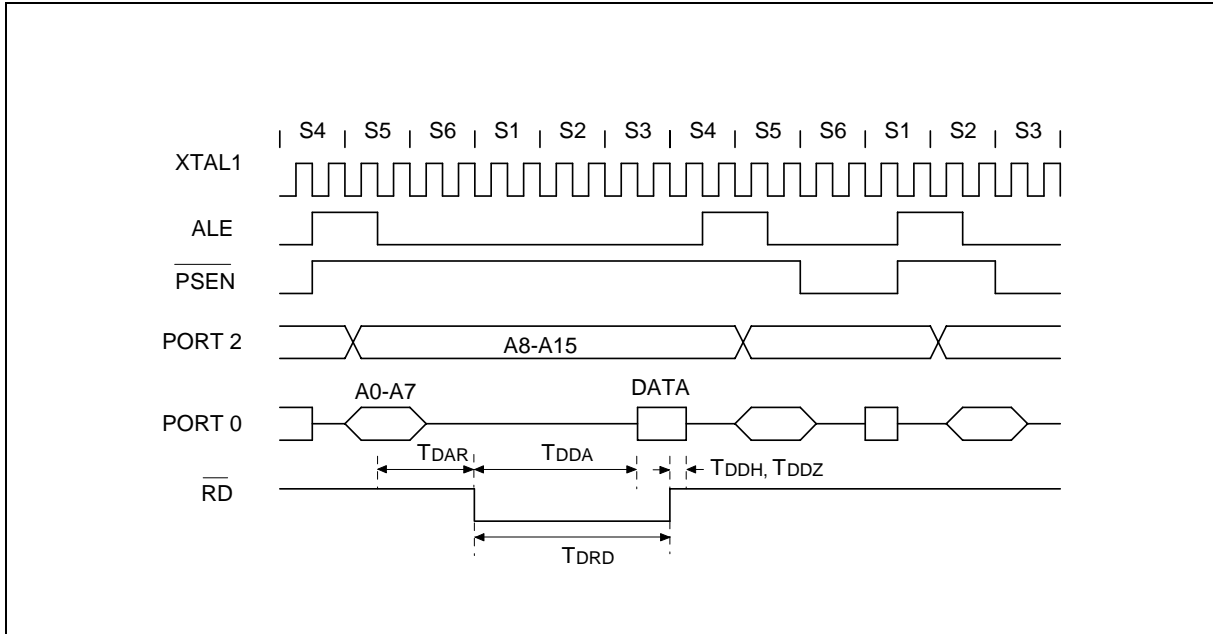 S4 S5 S6 S1 S2 S3 S4 S5 S6 S1 S2 S3
XTAL1
ALE
PSEN
PORT 2
A8-A15
A0-A7
DATA
PORT 0
TDAR
TDDA
TDDH, TDDZ
RD
TDRD